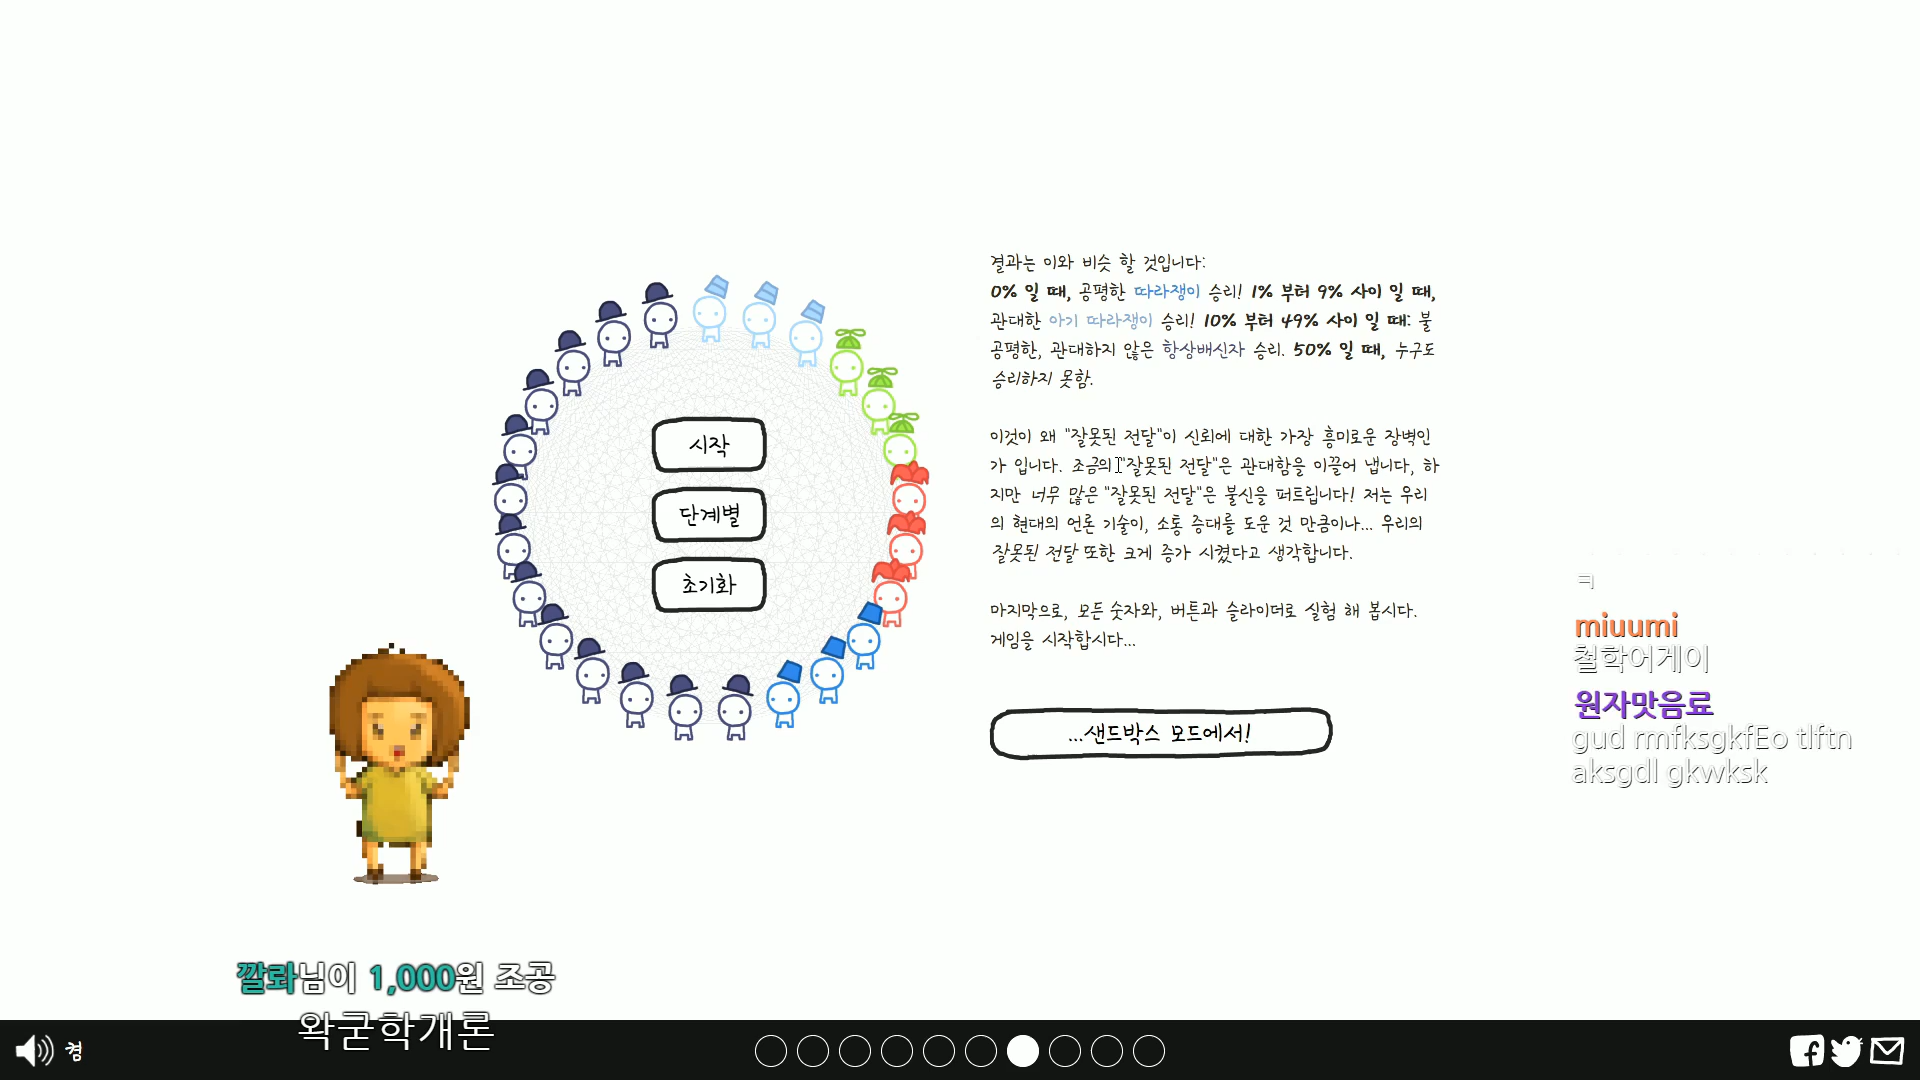 결과는 이와 비슷 할 것입니다:
0% 일 때, 공평한 따라쟁이 승리! 1% 부터 9% 사이 일 때,
관대한 아기 따라쟁이 승리! 10% 부터 49% 사이 일 때: 불
공평한, 관대하지 않은 항상배신자 승리. 50% 일 때, 누구도
승리하지 못함.
이것이 왜 "잘못된 전달"이 신뢰에 대한 가장 흥미로운 장벽인
가 입니다. 조금의 "잘못된 전달"은 관대함을 이끌어 냅니다, 하
지만 너무 많은 "잘못된 전달"은 불신을 퍼트립니다! 저는 우리
의 현대의 언론 기술이, 소통 증대를 도운 것 만큼이나... 우리의
잘못된 전달 또한 크게 증가 시켰다고 생각합니다.
마지막으로, 모든 숫자와, 버튼과 슬라이더로 실험 해 봅시다.
게임을 시작합시다...
...샌드박스 모드에서!
시작
단계별
초기화
ㅋ
miuumi
철학어게이
원자맛음료
gud rmfksgkfEo tlftn
aksgdl gkwksk
깔롸님이 1,000원 조공
왁굳학개론
켬